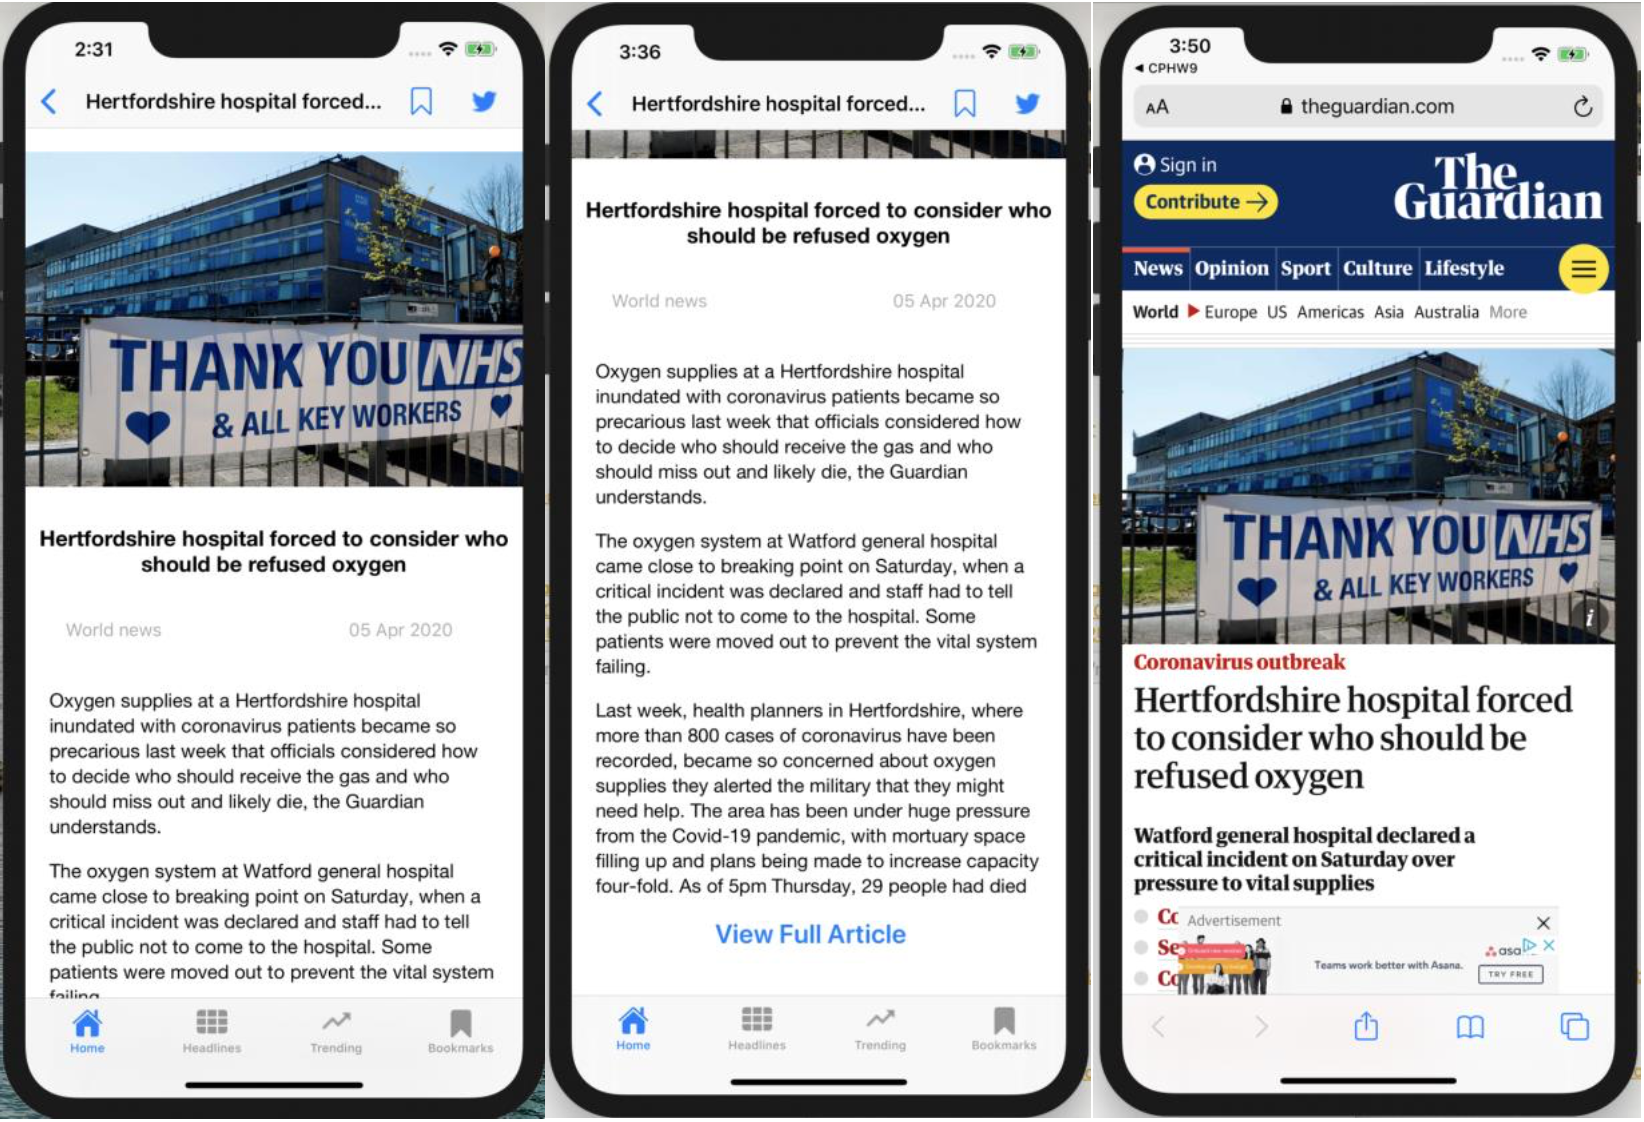 2:31
Hertfordshire hospital forced...
THANK YOU NHS
& ALL KEY WORKERS
Hertfordshire hospital forced to consider who
should be refused oxygen
World news
05 Apr 2020
Oxygen supplies at a Hertfordshire hospital
inundated with coronavirus patients became so
precarious last week that officials considered how
to decide who should receive the gas and who
should miss out and likely die, the Guardian
understands.
The oxygen system at Watford general hospital
came close to breaking point on Saturday, when a
critical incident was declared and staff had to tell
the public not to come to the hospital. Some
patients were moved out to prevent the vital system
failing
Home
Headlines
Trending
Bookmarks
3:36
Hertfordshire hospital forced...
Hertfordshire hospital forced to consider who
should be refused oxygen
World news
05 Apr 2020
Oxygen supplies at a Hertfordshire hospital
inundated with coronavirus patients became so
precarious last week that officials considered how
to decide who should receive the gas and who
should miss out and likely die, the Guardian
understands.
The oxygen system at Watford general hospital
came close to breaking point on Saturday, when a
critical incident was declared and staff had to tell
the public not to come to the hospital. Some
patients were moved out to prevent the vital system
failing.
Last week, health planners in Hertfordshire, where
more than 800 cases of coronavirus have been
recorded, became so concerned about oxygen
supplies they alerted the military that they might
need help. The area has been under huge pressure
from the Covid-19 pandemic, with mortuary space
filling up and plans being made to increase capacity
four-fold. As of 5pm Thursday, 29 people had died
View Full Article
Home
Headlines
Trending
Bookmarks
3:50
◀ CPHW9
AA
theguardian.com
Sign in
Contribute →
The
Guardian
News
Opinion
Sport
Culture
Lifestyle
World
Europe
US
Americas
Asia
Australia
More
THANK YOU NHS
& ALL KEY WORKERS
i
Coronavirus outbreak
Hertfordshire hospital forced
to consider who should be
refused oxygen
Watford general hospital declared a
critical incident on Saturday over
pressure to vital supplies
Co
Se
Co
Advertisement
asa
Teams work better with Asana.
TRY FREE